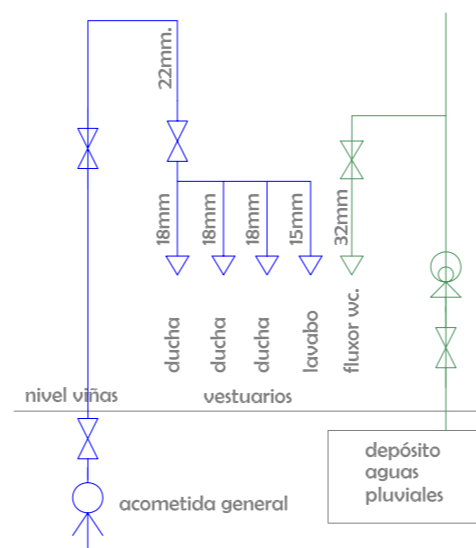 22mm.
18mm
18mm
18mm
15mm
32mm
ducha
ducha
ducha
lavabo
fluxor wc.
nivel viñas
vestuarios
acometida general
depósito
aguas
pluviales